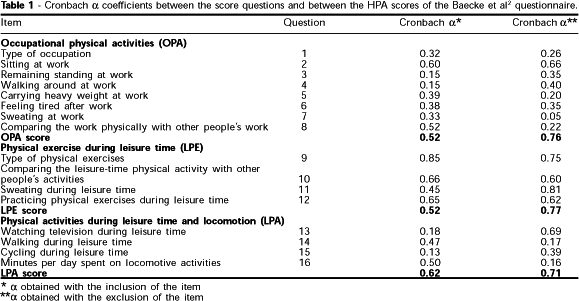 Table 1 - Cronbach α coefficients between the score questions and between the HPA scores of the Baecke et al2 questionnaire.
Item Question Cronbach α* Cronbach α**
Occupational physical activities (OPA)
Type of occupation 1 0.32 0.26
Sitting at work 2 0.60 0.66
Remaining standing at work 3 0.15 0.35
Walking around at work 4 0.15 0.40
Carrying heavy weight at work 5 0.39 0.20
Feeling tired after work 6 0.38 0.35
Sweating at work 7 0.33 0.05
Comparing the work physically with other people's work 8 0.52 0.22
OPA score 0.52 0.76
Physical exercise during leisure time (LPE)
Type of physical exercises 9 0.85 0.75
Comparing the leisure-time physical activity with other
people's activities 10 0.66 0.60
Sweating during leisure time 11 0.45 0.81
Practicing physical exercises during leisure time 12 0.65 0.62
LPE score 0.52 0.77
Physical activities during leisure time and locomotion (LPA)
Watching television during leisure time 13 0.18 0.69
Walking during leisure time 14 0.47 0.17
Cycling during leisure time 15 0.13 0.39
Minutes per day spent on locomotive activities 16 0.50 0.16
LPA score 0.62 0.71
* α obtained with the inclusion of the item
**α obtained with the exclusion of the item